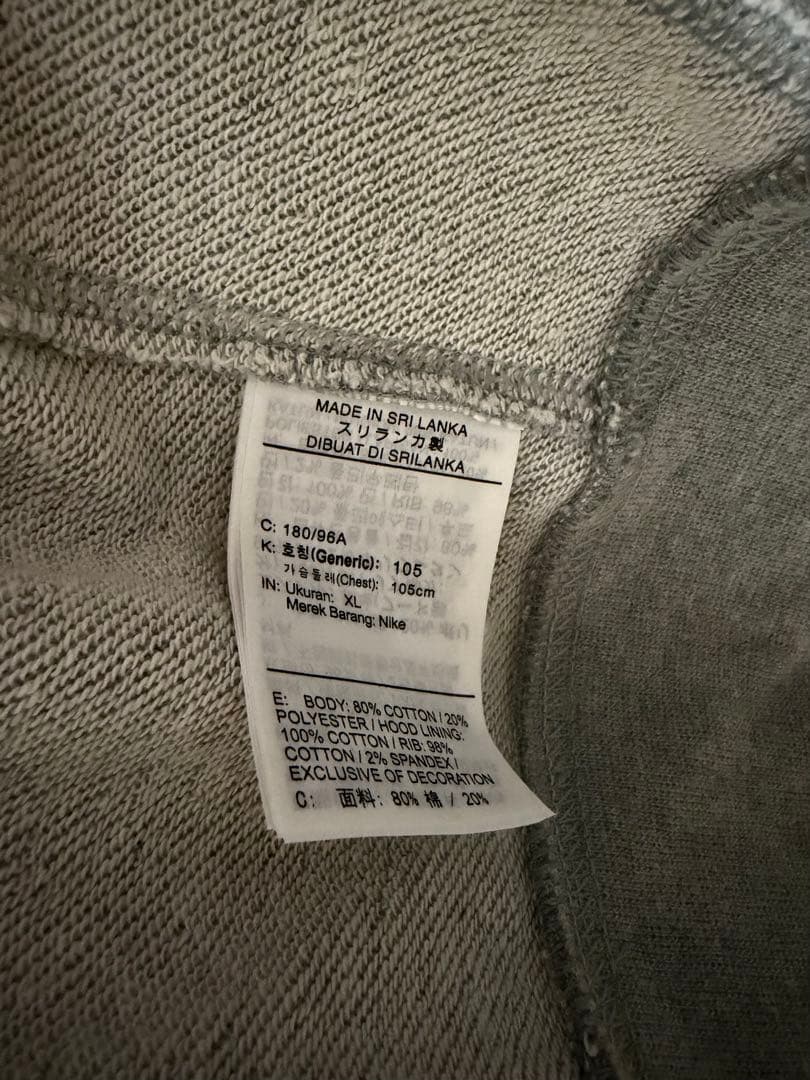 MADE IN SRI LANKA
スリランカ製
DIBUAT DI SRILANKA
C: 180/96A
K: 호칭(Generic): 105
가슴둘레(Chest): 105cm
IN: Ukuran: XL
Merek Barang: Nike
E: BODY: 80% COTTON / 20%
POLYESTER / HOOD LINING:
100% COTTON / RIB: 98%
COTTON / 2% SPANDEX /
EXCLUSIVE OF DECORATION
C: 面料: 80% 棉 / 20%